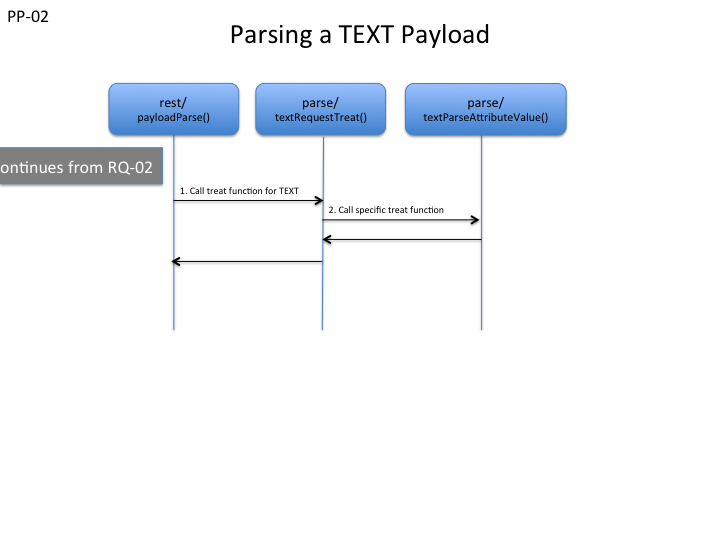 PP-02
Parsing a TEXT Payload
rest/
payloadParse()
parse/
textRequestTreat()
parse/
textParseAttributeValue()
ontinues from RQ-02
1. Call treat function for TEXT
2. Call specific treat function